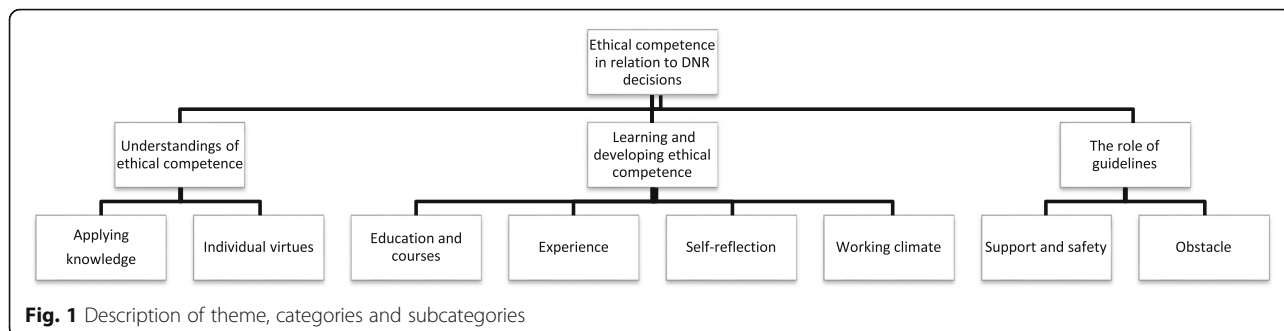 Ethical competence
in relation to DNR
decisions
Understandings of
ethical competence
Learning and
developing ethical
competence
The role of
guidelines
Applying
knowledge
Individual virtues
Education and
courses
Experience
Self-reflection
Working climate
Support and safety
Obstacle
Fig. 1 Description of theme, categories and subcategories